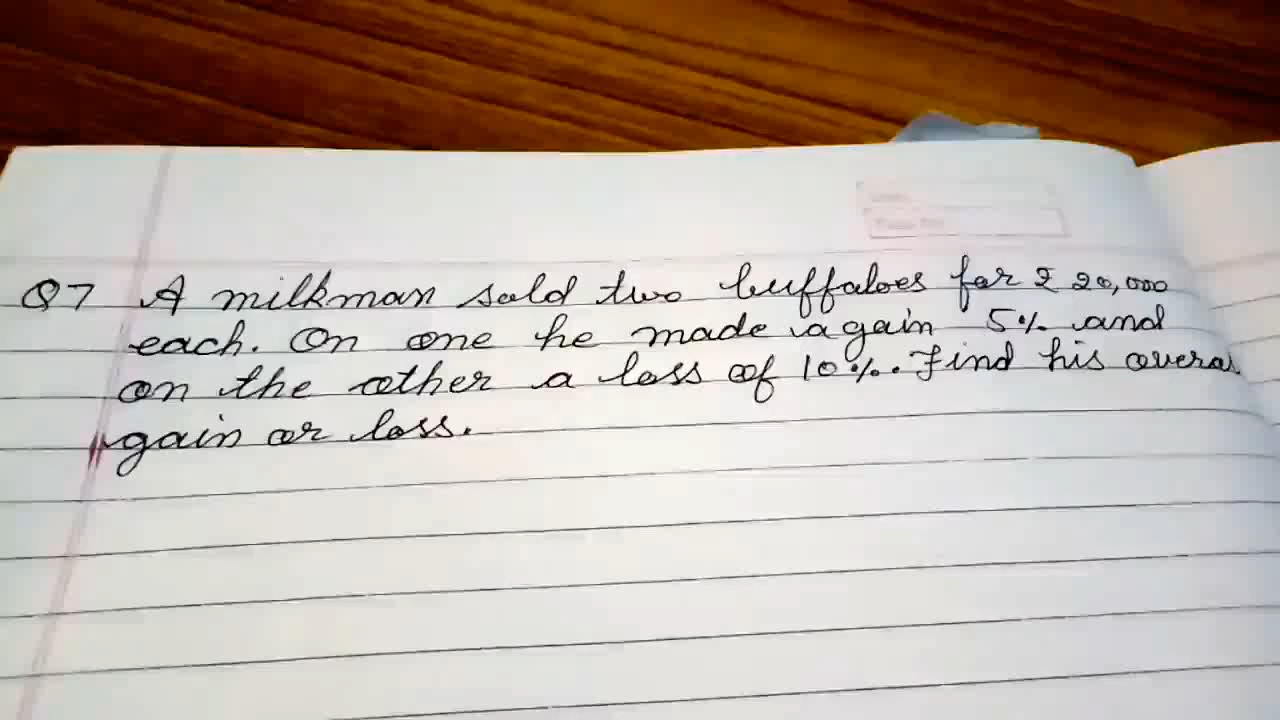 Q7 A milkman sold two buffaloes for ₹ 20,000
each. On one he made a gain 5% and
on the other a loss of 10%. Find his overal
gain or loss.